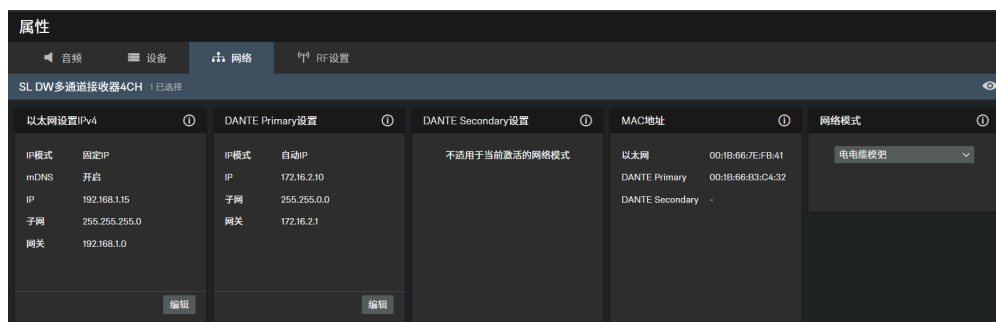 属性
音频 设备 网络 RF设置
SL DW多通道接收器4CH 1 已选择
以太网设置IPv4
IP模式 固定IP
mDNS 开启
IP 192.168.1.15
子网 255.255.255.0
网关 192.168.1.0
编辑
DANTE Primary设置
IP模式 自动IP
IP 172.16.2.10
子网 255.255.0.0
网关 172.16.2.1
编辑
DANTE Secondary设置
不适用于当前激活的网络模式
MAC地址
以太网 00:1B:66:7E:FB:41
DANTE Primary 00:1B:66:B3:C4:32
DANTE Secondary -
网络模式
电电缆模弝